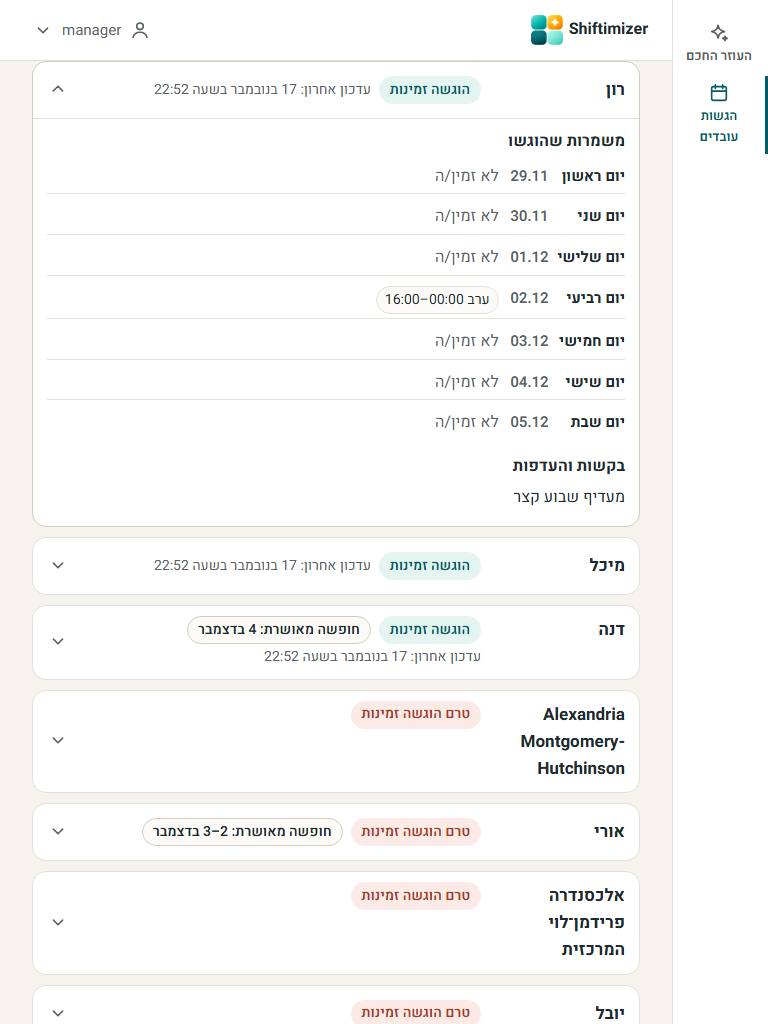 Shiftimizer
manager
העוזר החכם
הגשות
עובדים
רון
הוגשה זמינות
עדכון אחרון: 17 בנובמבר בשעה 22:52
משמרות שהוגשו
יום ראשון 29.11 לא זמין/ה
יום שני 30.11 לא זמין/ה
יום שלישי 01.12 לא זמין/ה
יום רביעי 02.12 ערב 16:00–00:00
יום חמישי 03.12 לא זמין/ה
יום שישי 04.12 לא זמין/ה
יום שבת 05.12 לא זמין/ה
בקשות והעדפות
מעדיף שבוע קצר
מיכל
הוגשה זמינות
עדכון אחרון: 17 בנובמבר בשעה 22:52
דנה
הוגשה זמינות
חופשה מאושרת: 4 בדצמבר
עדכון אחרון: 17 בנובמבר בשעה 22:52
Alexandria
Montgomery-
Hutchinson
טרם הוגשה זמינות
אורי
טרם הוגשה זמינות
חופשה מאושרת: 2–3 בדצמבר
אלכסנדרה
פרידמן־לוי
המרכזית
טרם הוגשה זמינות
יובל
טרם הוגשה זמינות